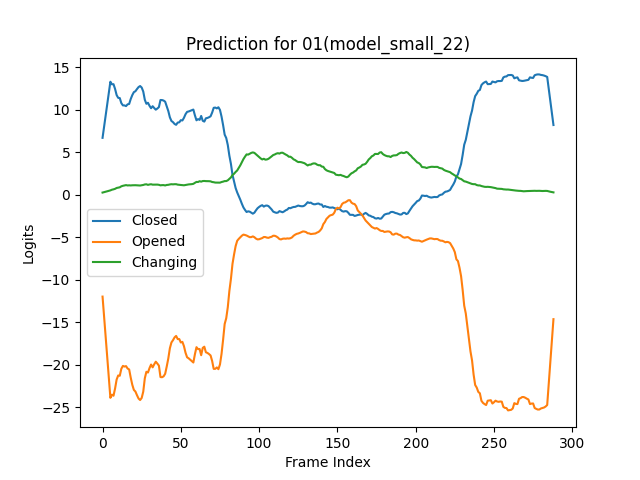 Prediction for 01(model_small_22)
Logits
15
10
5
0
−5
−10
−15
−20
−25
Closed
Opened
Changing
0
50
100
150
200
250
300
Frame Index